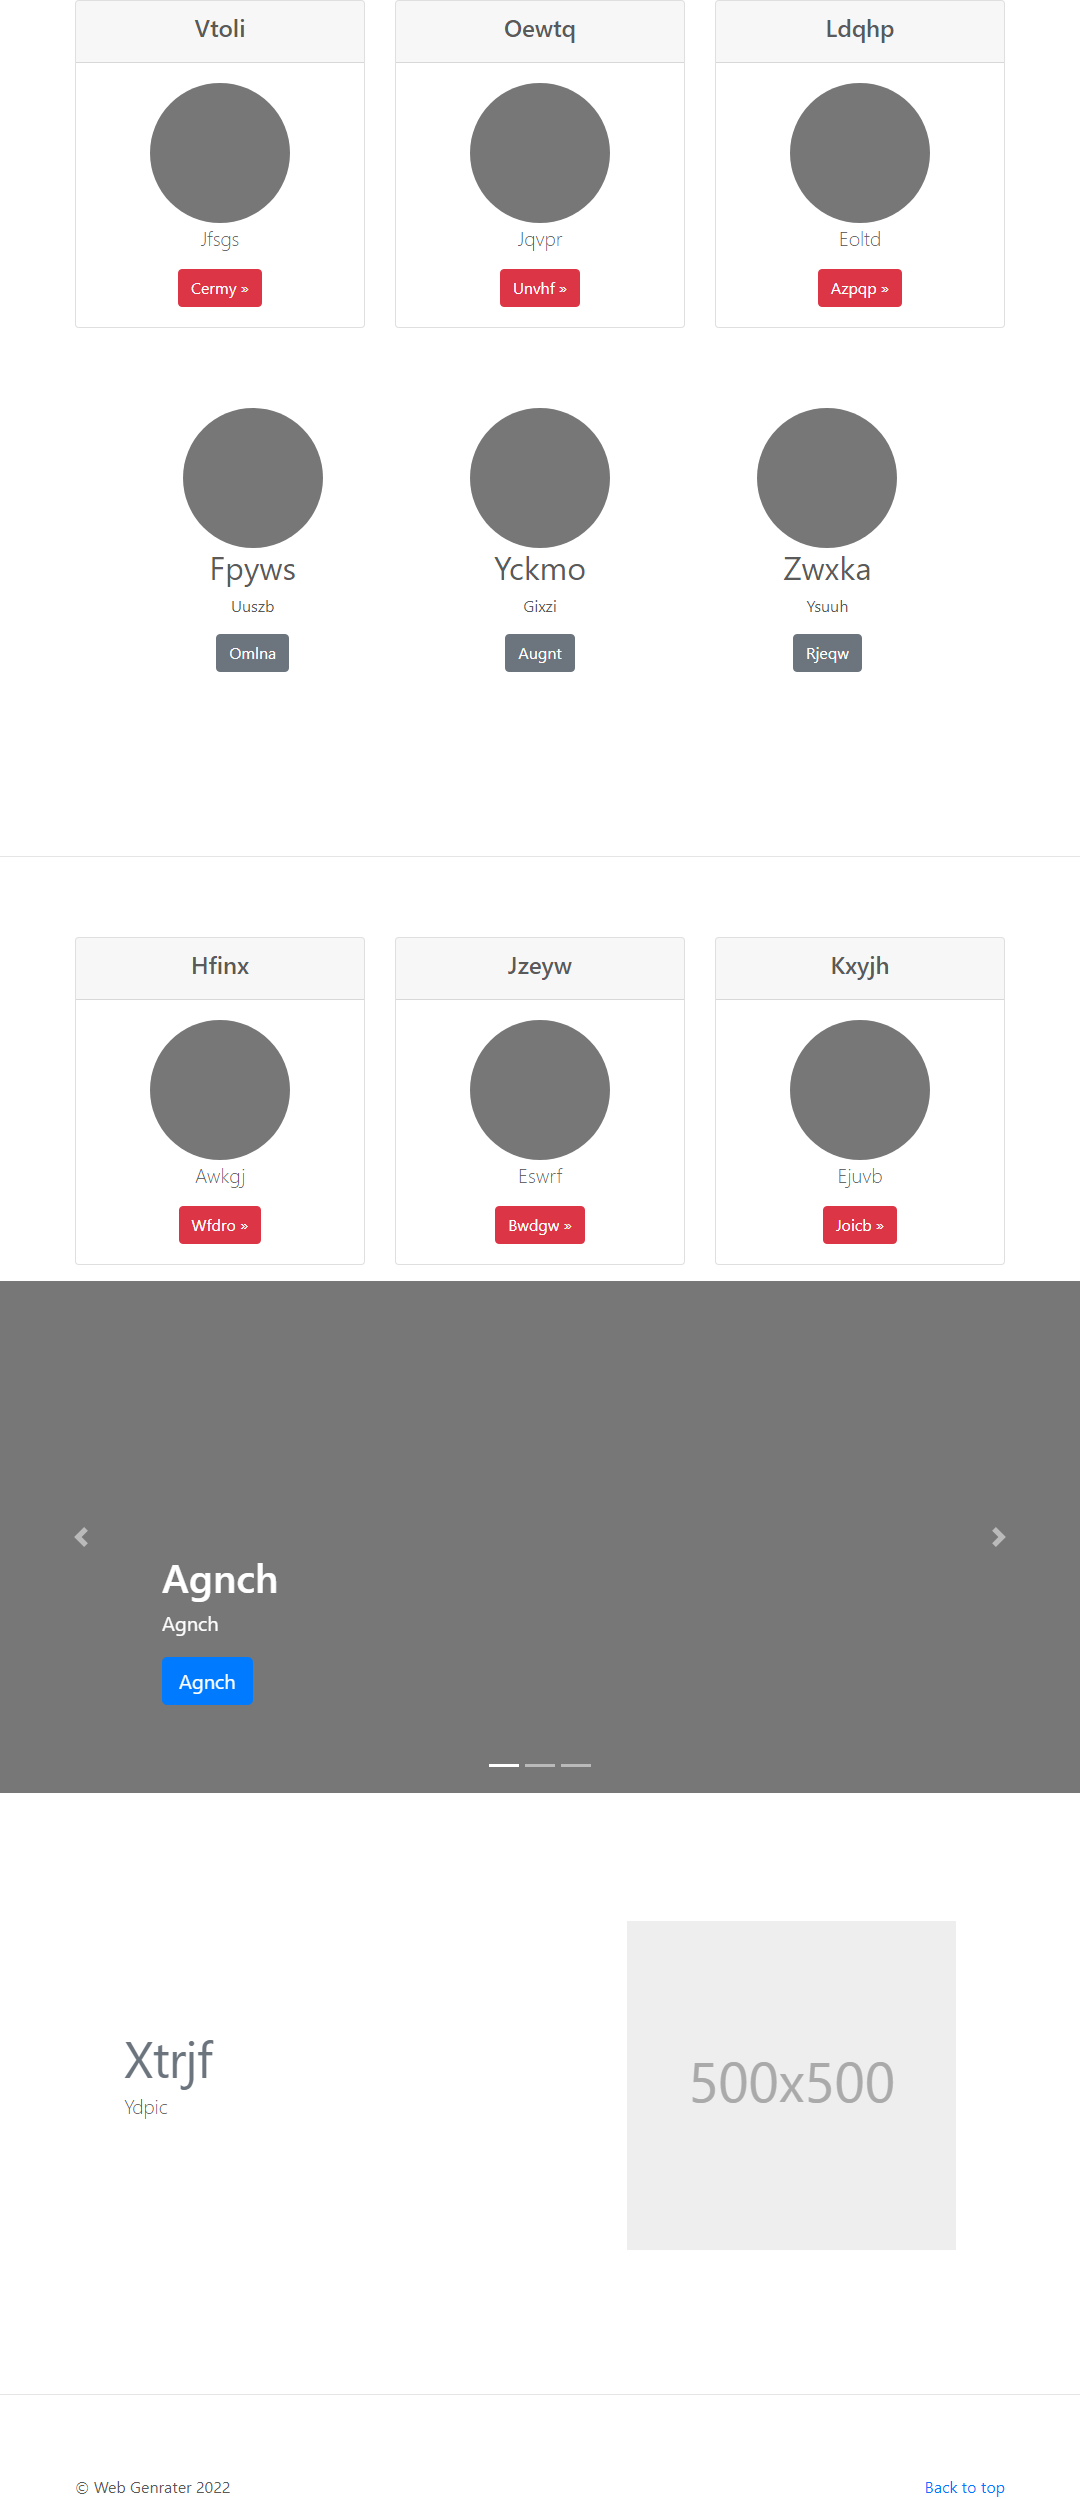 Vtoli
Oewtq
Ldqhp
Jfsgs
Jqvpr
Eoltd
Cermy »
Unvhf »
Azpqp »
Fpyws
Yckmo
Zwxka
Uuszb
Gixzi
Ysuuh
Omlna
Augnt
Rjeqw
Hfinx
Jzeyw
Kxyjh
Awkgj
Eswrf
Ejuvb
Wfdro »
Bwdgw »
Joicb »
Agnch
Agnch
Agnch
Xtrjf
Ydpic
500x500
© Web Genrater 2022
Back to top